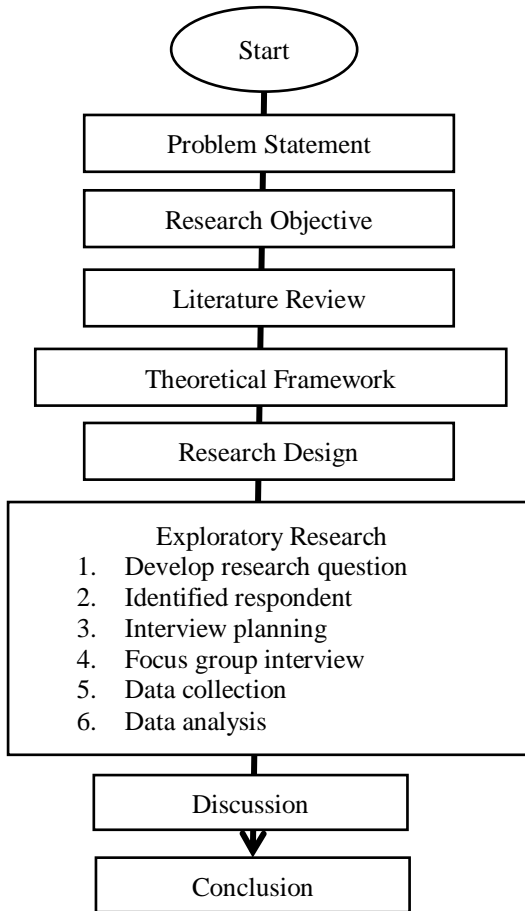 Start
Problem Statement
Research Objective
Literature Review
Theoretical Framework
Research Design
Exploratory Research
1. Develop research question
2. Identified respondent
3. Interview planning
4. Focus group interview
5. Data collection
6. Data analysis
Discussion
Conclusion